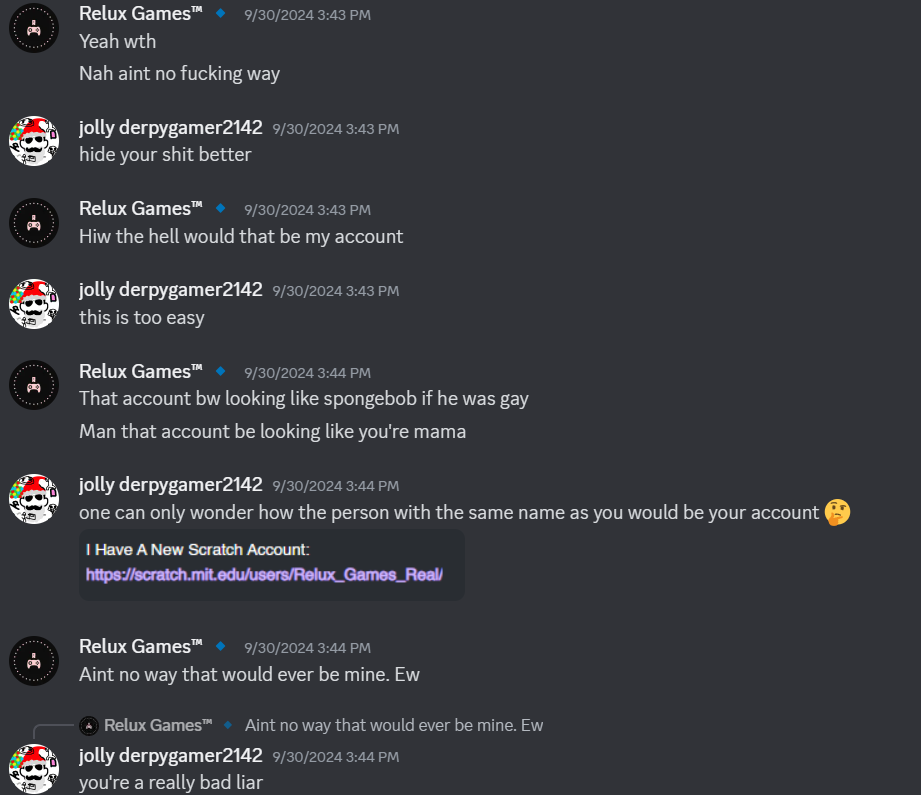 Relux Games™ 9/30/2024 3:43 PM
Yeah wth
Nah aint no fucking way
jolly derpygamer2142 9/30/2024 3:43 PM
hide your shit better
Relux Games™ 9/30/2024 3:43 PM
Hiw the hell would that be my account
jolly derpygamer2142 9/30/2024 3:43 PM
this is too easy
Relux Games™ 9/30/2024 3:44 PM
That account bw looking like spongebob if he was gay
Man that account be looking like you're mama
jolly derpygamer2142 9/30/2024 3:44 PM
one can only wonder how the person with the same name as you would be your account 🤔
I Have A New Scratch Account:
https://scratch.mit.edu/users/Relux_Games_Real/
Relux Games™ 9/30/2024 3:44 PM
Aint no way that would ever be mine. Ew
Relux Games™ Aint no way that would ever be mine. Ew
jolly derpygamer2142 9/30/2024 3:44 PM
you're a really bad liar